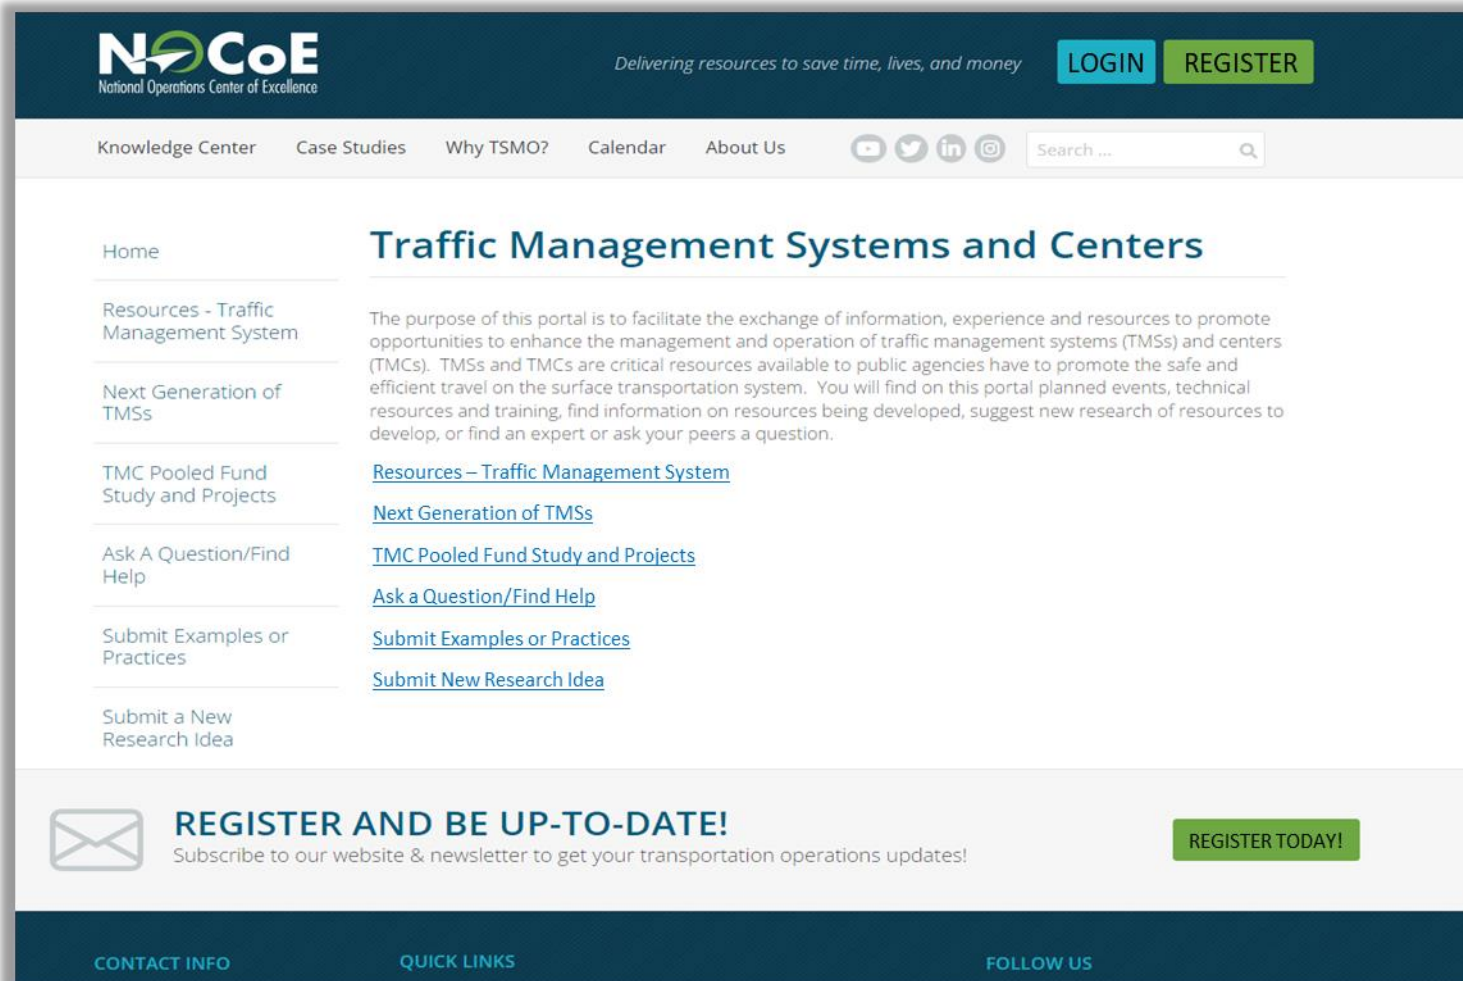 NOCoE
National Operations Center of Excellence
Delivering resources to save time, lives, and money
LOGIN
REGISTER
Knowledge Center
Case Studies
Why TSMO?
Calendar
About Us
in
Search ...
Home
Resources - Traffic
Management System
Next Generation of
TMSs
TMC Pooled Fund
Study and Projects
Ask A Question/Find
Help
Submit Examples or
Practices
Submit a New
Research Idea
Traffic Management Systems and Centers
The purpose of this portal is to facilitate the exchange of information, experience and resources to promote
opportunities to enhance the management and operation of traffic management systems (TMSs) and centers
(TMCs). TMSs and TMCs are critical resources available to public agencies have to promote the safe and
efficient travel on the surface transportation system. You will find on this portal planned events, technical
resources and training, find information on resources being developed, suggest new research of resources to
develop, or find an expert or ask your peers a question.
Resources – Traffic Management System
Next Generation of TMSs
TMC Pooled Fund Study and Projects
Ask a Question/Find Help
Submit Examples or Practices
Submit New Research Idea
REGISTER AND BE UP-TO-DATE!
Subscribe to our website & newsletter to get your transportation operations updates!
REGISTER TODAY!
CONTACT INFO
QUICK LINKS
FOLLOW US